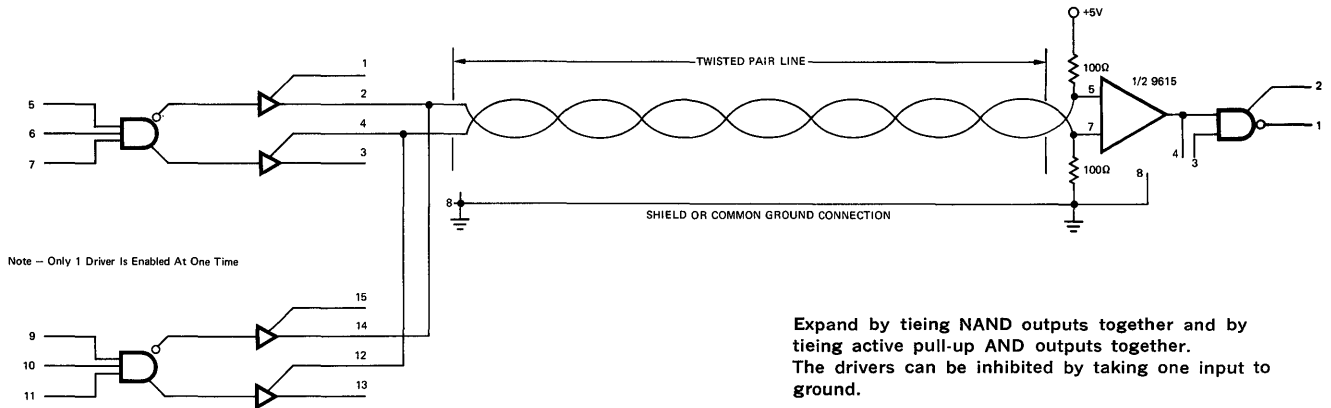 +5V
TWISTED PAIR LINE
100Ω
1/2 9615
1
2
5
6
7
4
3
5
7
2
1
4
3
100Ω
8
8
SHIELD OR COMMON GROUND CONNECTION
Note – Only 1 Driver Is Enabled At One Time
15
14
9
10
11
12
13
Expand by tieing NAND outputs together and by
tieing active pull-up AND outputs together.
The drivers can be inhibited by taking one input to
ground.